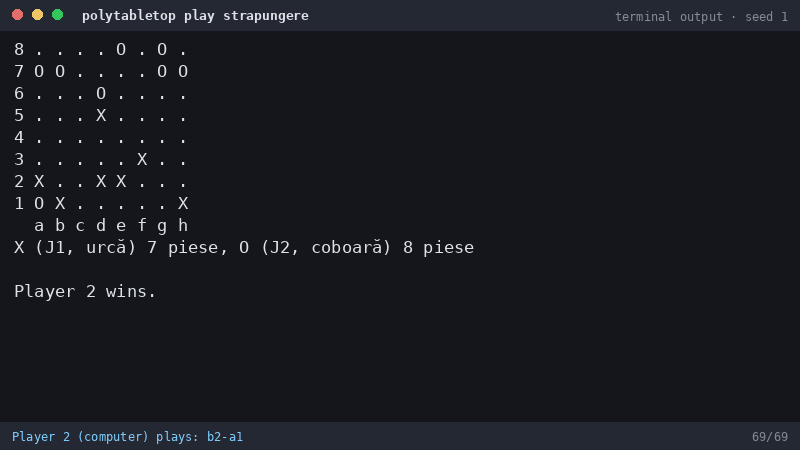 polytabletop play strapungere
terminal output · seed 1
8 . . . . O . O .
7 O O . . . . O O
6 . . . O . . . .
5 . . . X . . . .
4 . . . . . . . .
3 . . . . . X . .
2 X . . X X . . .
1 O X . . . . . X
a b c d e f g h
X (J1, urcă) 7 piese, O (J2, coboară) 8 piese
Player 2 wins.
Player 2 (computer) plays: b2-a1
69/69